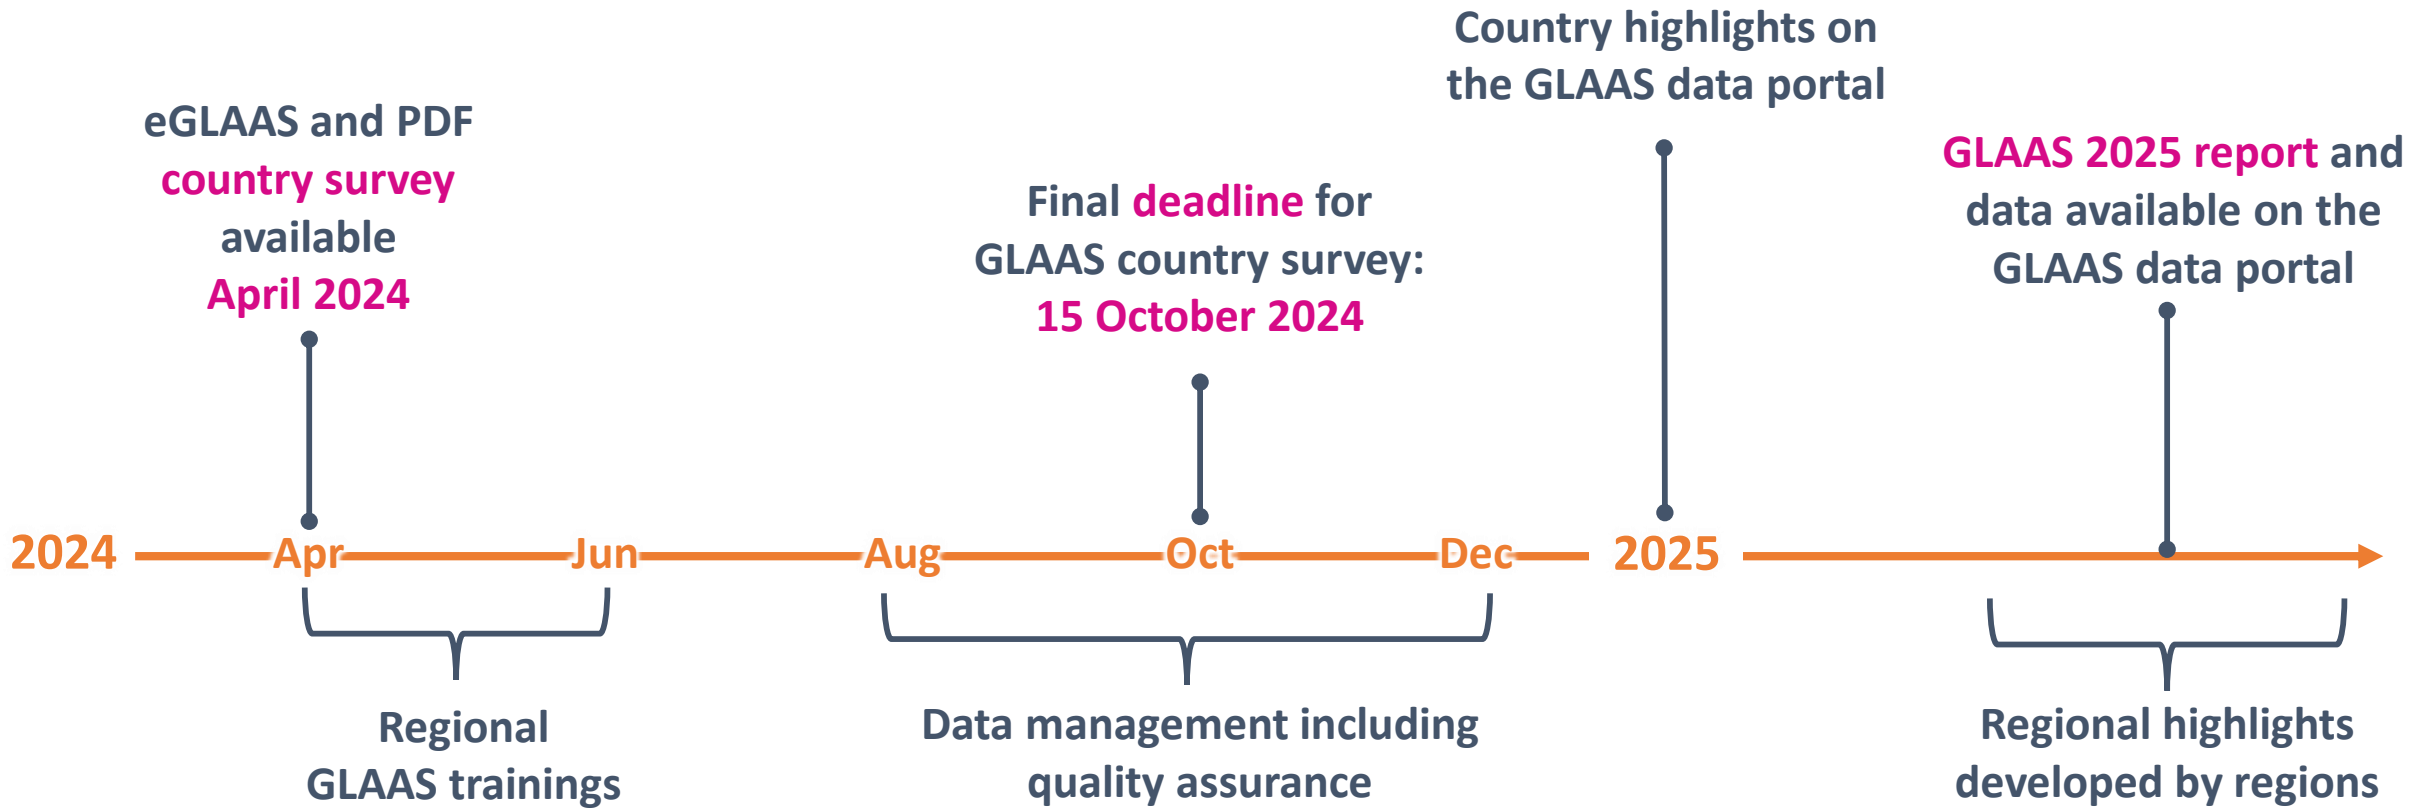 Country highlights on
the GLAAS data portal
eGLAAS and PDF
country survey
available
April 2024
Final deadline for
GLAAS country survey:
15 October 2024
GLAAS 2025 report and
data available on the
GLAAS data portal
2024 Apr Jun Aug Oct Dec 2025
Regional
GLAAS trainings
Data management including
quality assurance
Regional highlights
developed by regions